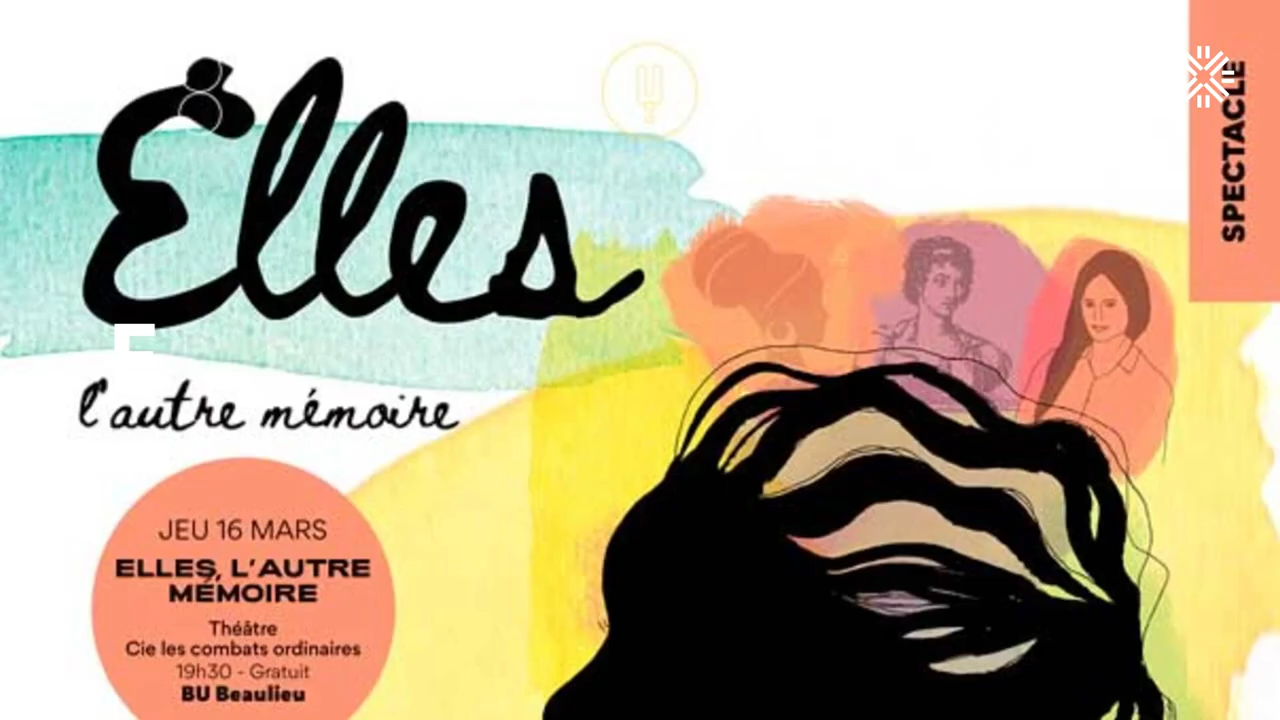 Elles
l'autre mémoire
SPECTACLE
JEU 16 MARS
ELLES, L'AUTRE
MÉMOIRE
Théâtre
Cie les combats ordinaires
19h30 - Gratuit
BU Beaulieu